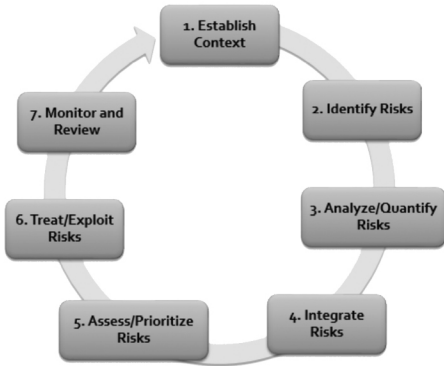 1. Establish
Context
2. Identify Risks
3. Analyze/Quantify
Risks
4. Integrate
Risks
5. Assess/Prioritize
Risks
6. Treat/Exploit
Risks
7. Monitor and
Review